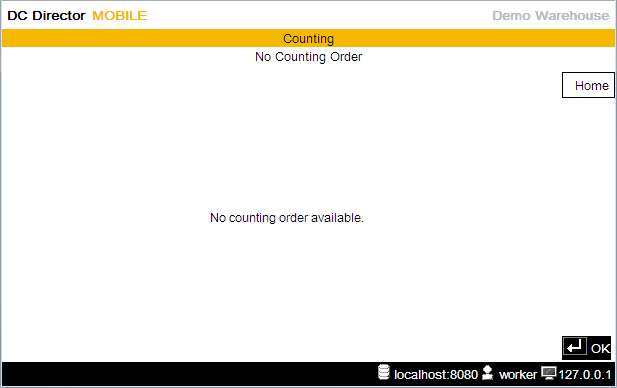 DC Director MOBILE Demo Warehouse
Counting
No Counting Order
Home
No counting order available.
OK
localhost:8080 worker 127.0.0.1